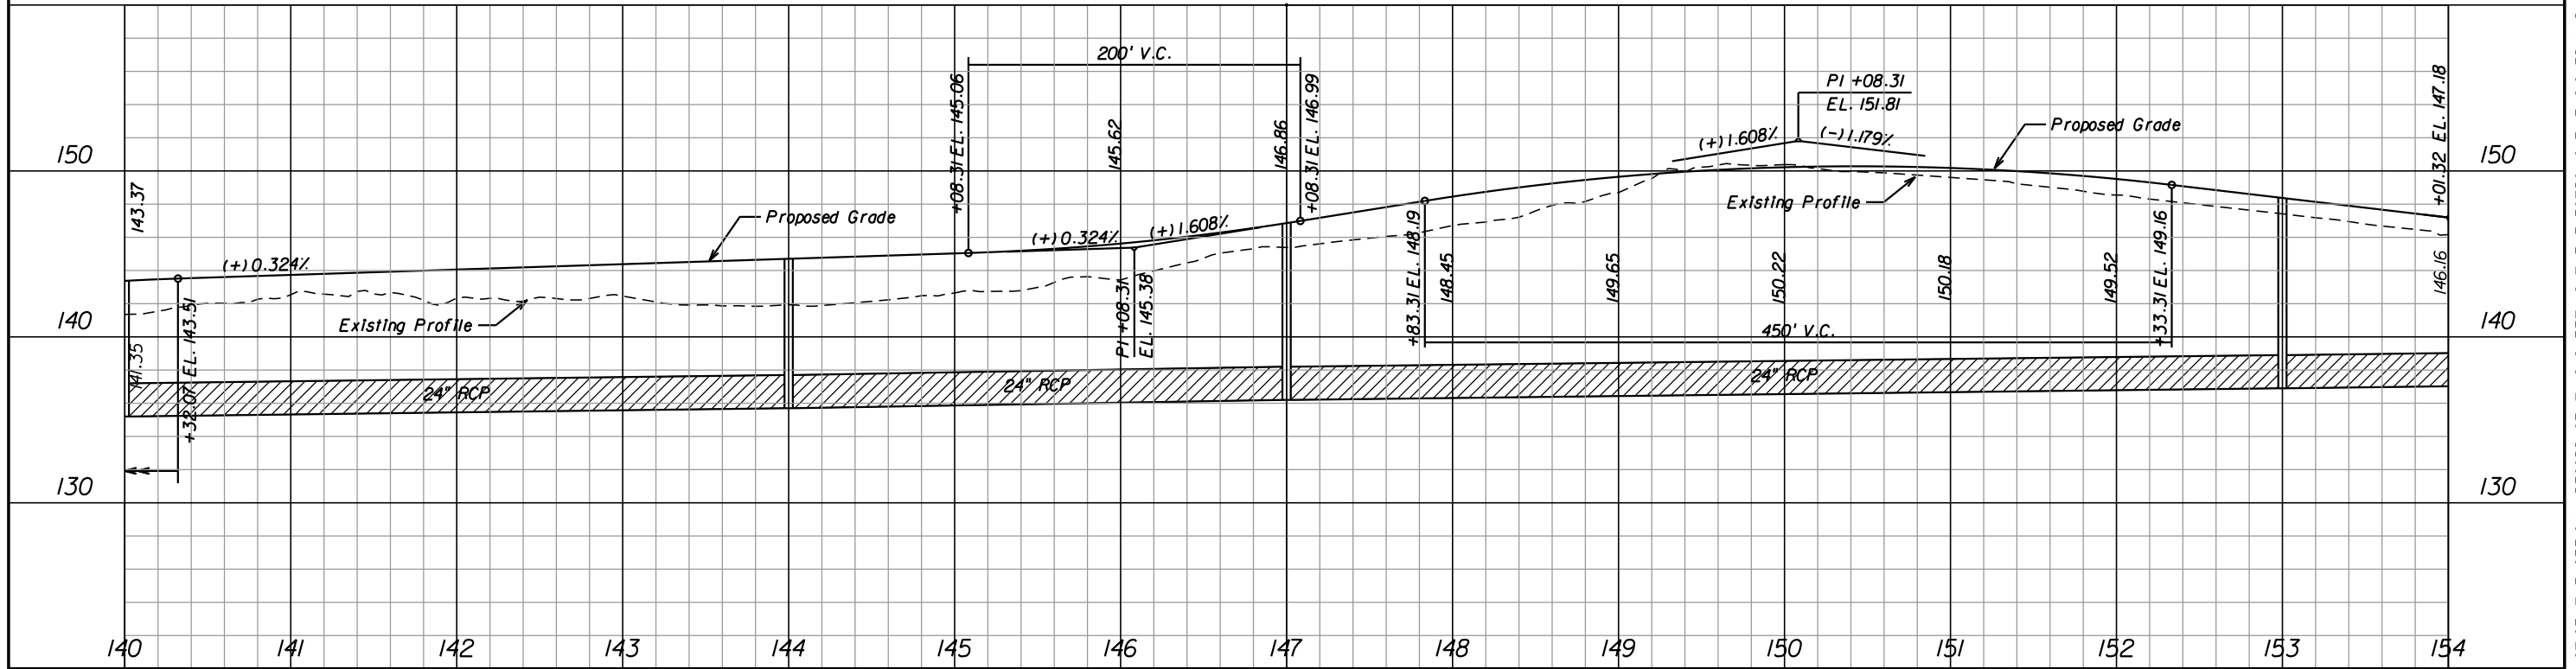 200' V.C.
+08.31 EL. 145.06
145.62
146.86
+08.31 EL. 146.99
PI +08.31
EL. 151.81
(+)1.608%
(-)1.179%
Proposed Grade
+01.32 EL. 147.18
150
150
143.37
Proposed Grade
Existing Profile
(+)0.324%
(+)1.608%
(+)0.324%
+83.31 EL. 148.19
148.45
149.65
150.22
150.18
149.52
+33.31 EL. 149.16
146.16
PI +08.31
EL. 145.38
140
Existing Profile
450' V.C.
140
141.35
+32.07 EL. 143.51
24" RCP
24" RCP
24" RCP
130
130
140 141 142 143 144 145 146 147 148 149 150 151 152 153 154